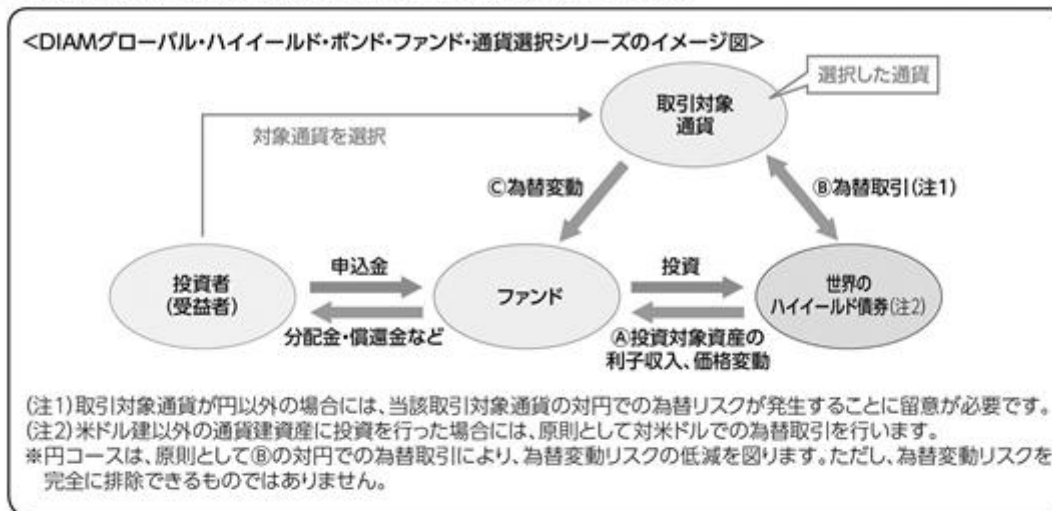 <DIAMグローバル・ハイイールド・ボンド・ファンド・通貨選択シリーズのイメージ図>
選択した通貨
取引対象
通貨
対象通貨を選択
Ⓒ為替変動
Ⓑ為替取引(注1)
投資者
(受益者)
申込金
分配金・償還金など
ファンド
投資
Ⓐ投資対象資産の
利子収入、価格変動
世界の
ハイイールド債券(注2)
(注1)取引対象通貨が円以外の場合には、当該取引対象通貨の対円での為替リスクが発生することに留意が必要です。
(注2)米ドル建以外の通貨建資産に投資を行った場合には、原則として対米ドルでの為替取引を行います。
※円コースは、原則としてⒷの対円での為替取引により、為替変動リスクの低減を図ります。ただし、為替変動リスクを
完全に排除できるものではありません。